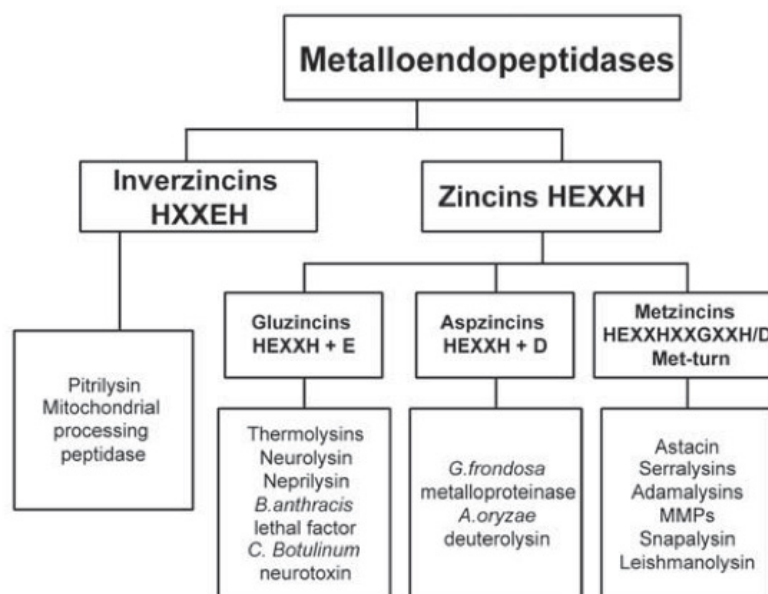 Metalloendopeptidases
Inverzincins
HXXEH
Zincins HEXXH
Gluzincins
HEXXH + E
Aspzincins
HEXXH + D
Metzincins
HEXXHXXGXXH/D
Met-turn
Pitrilysin
Mitochondrial
processing
peptidase
Thermolysins
Neurolysin
Neprilysin
B.anthracis
lethal factor
C. Botulinum
neurotoxin
G.frondosa
metalloproteinase
A.oryzae
deuterolysin
Astacin
Serralysins
Adamalysins
MMPs
Snapalysin
Leishmanolysin